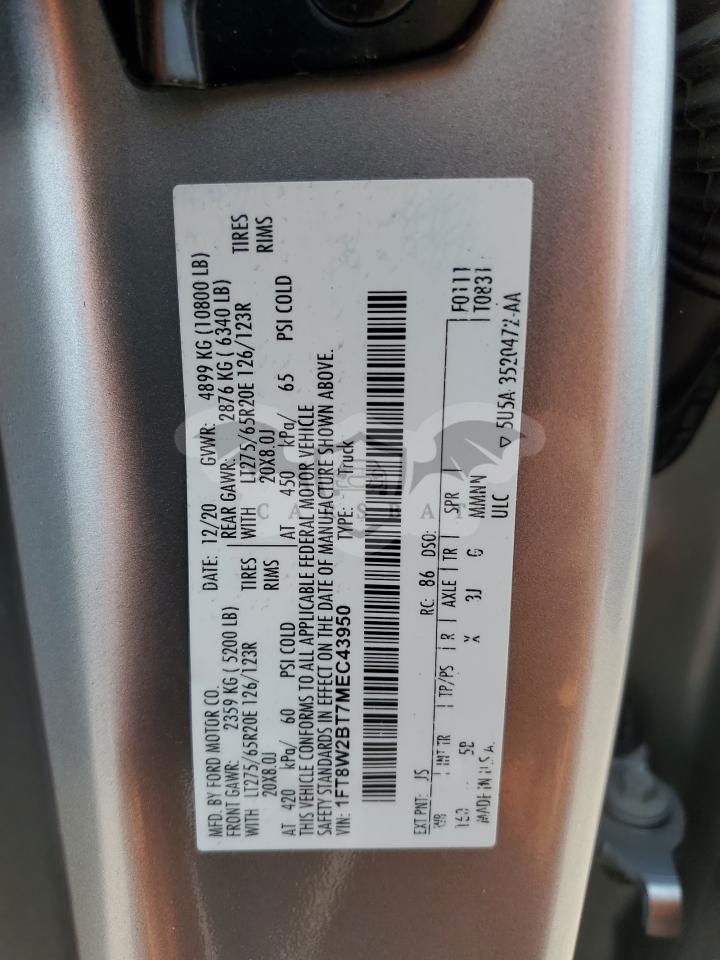 MFD. BY FORD MOTOR CO. DATE: 12/20 GVWR: 4899 KG (10800 LB)
FRONT GAWR: 2359 KG ( 5200 LB) REAR GAWR: 2876 KG ( 6340 LB)
WITH LT275/65R20E 126/123R TIRES WITH LT275/65R20E 126/123R TIRES
20X8.0J RIMS 20X8.0J RIMS
AT 420 kPa/ 60 PSI COLD AT 450 kPa/ 65 PSI COLD
THIS VEHICLE CONFORMS TO ALL APPLICABLE FEDERAL MOTOR VEHICLE
SAFETY STANDARDS IN EFFECT ON THE DATE OF MANUFACTURE SHOWN ABOVE.
VIN: 1FT8W2BT7MEC43950 TYPE: Truck
EXT PNT: JS RC: 86 DSO: F0111
WB INT TR TP/PS R AXLE TR SPR T0831
160 X 3J G MMNN
MADE IN U.S.A. ULC 5U5A 3520472-AA